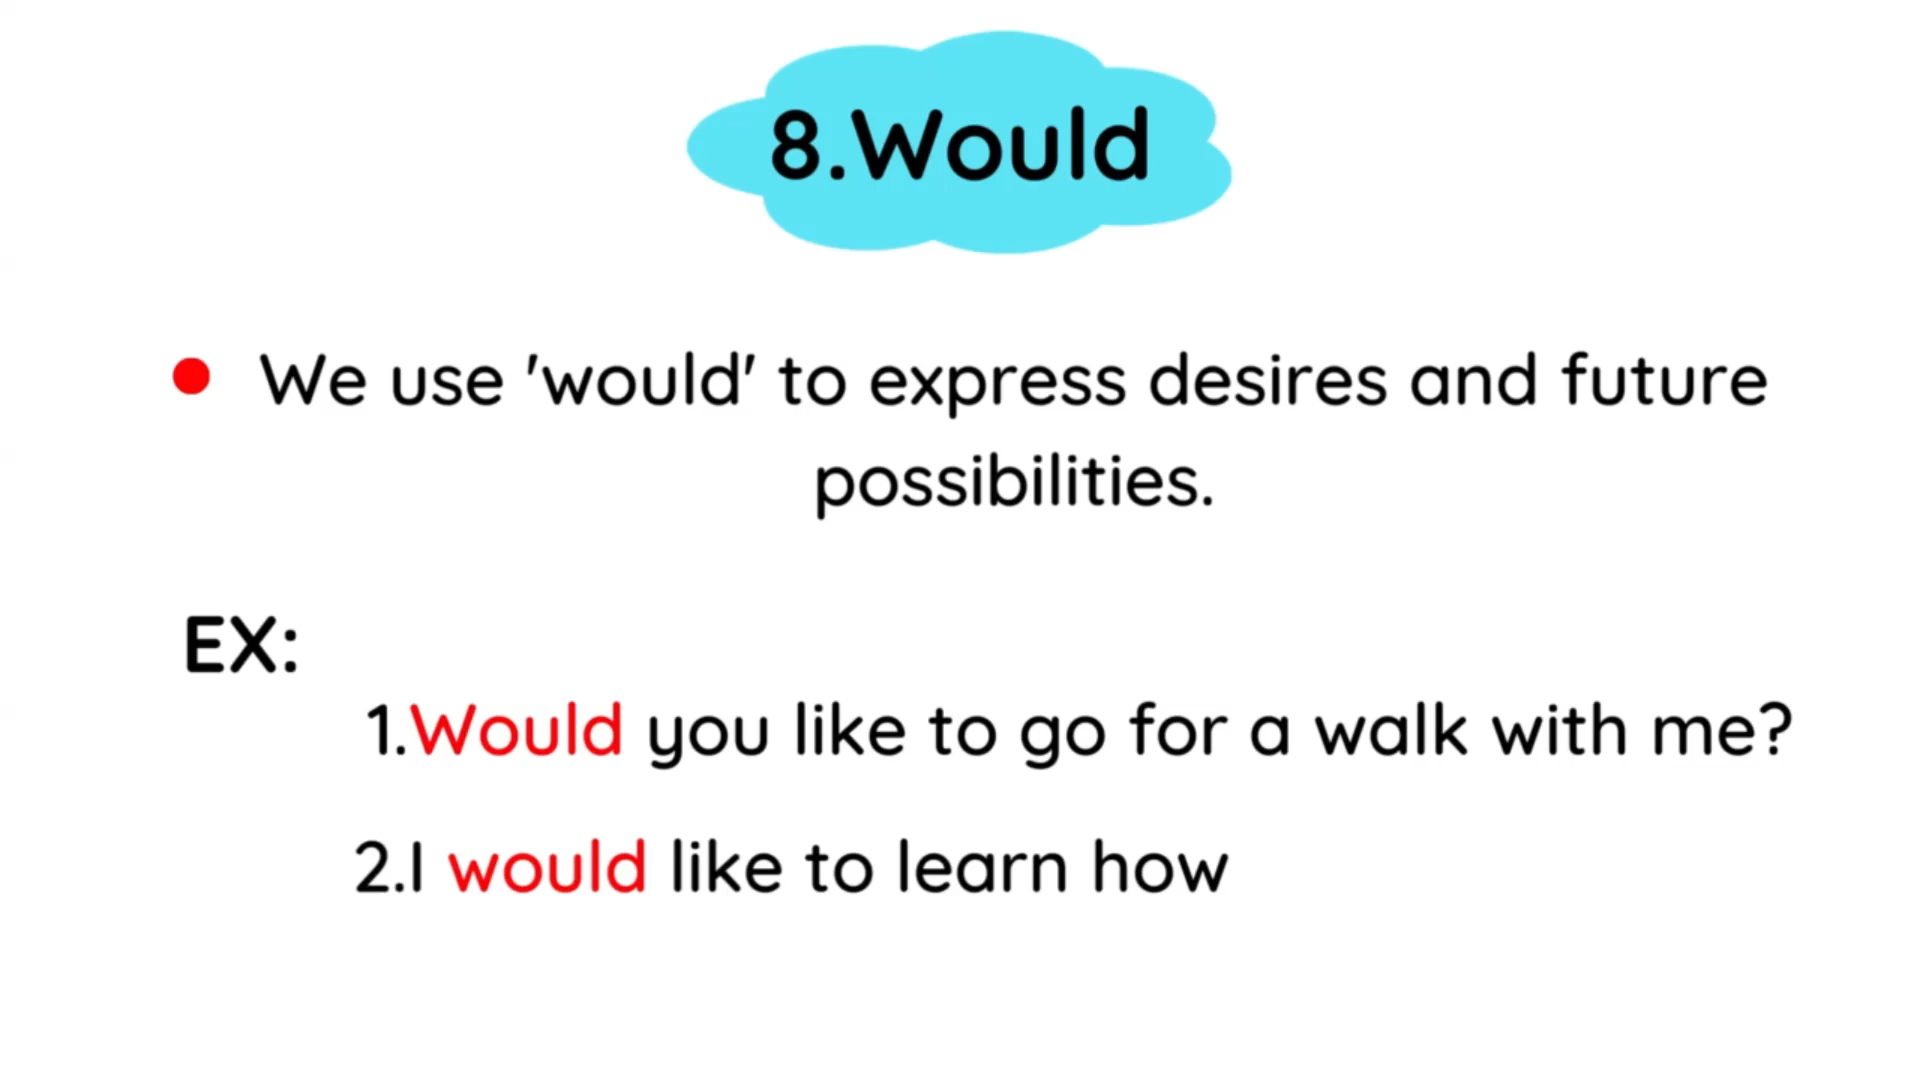 8.Would
We use 'would' to express desires and future
possibilities.
EX:
1.Would you like to go for a walk with me?
2.I would like to learn how